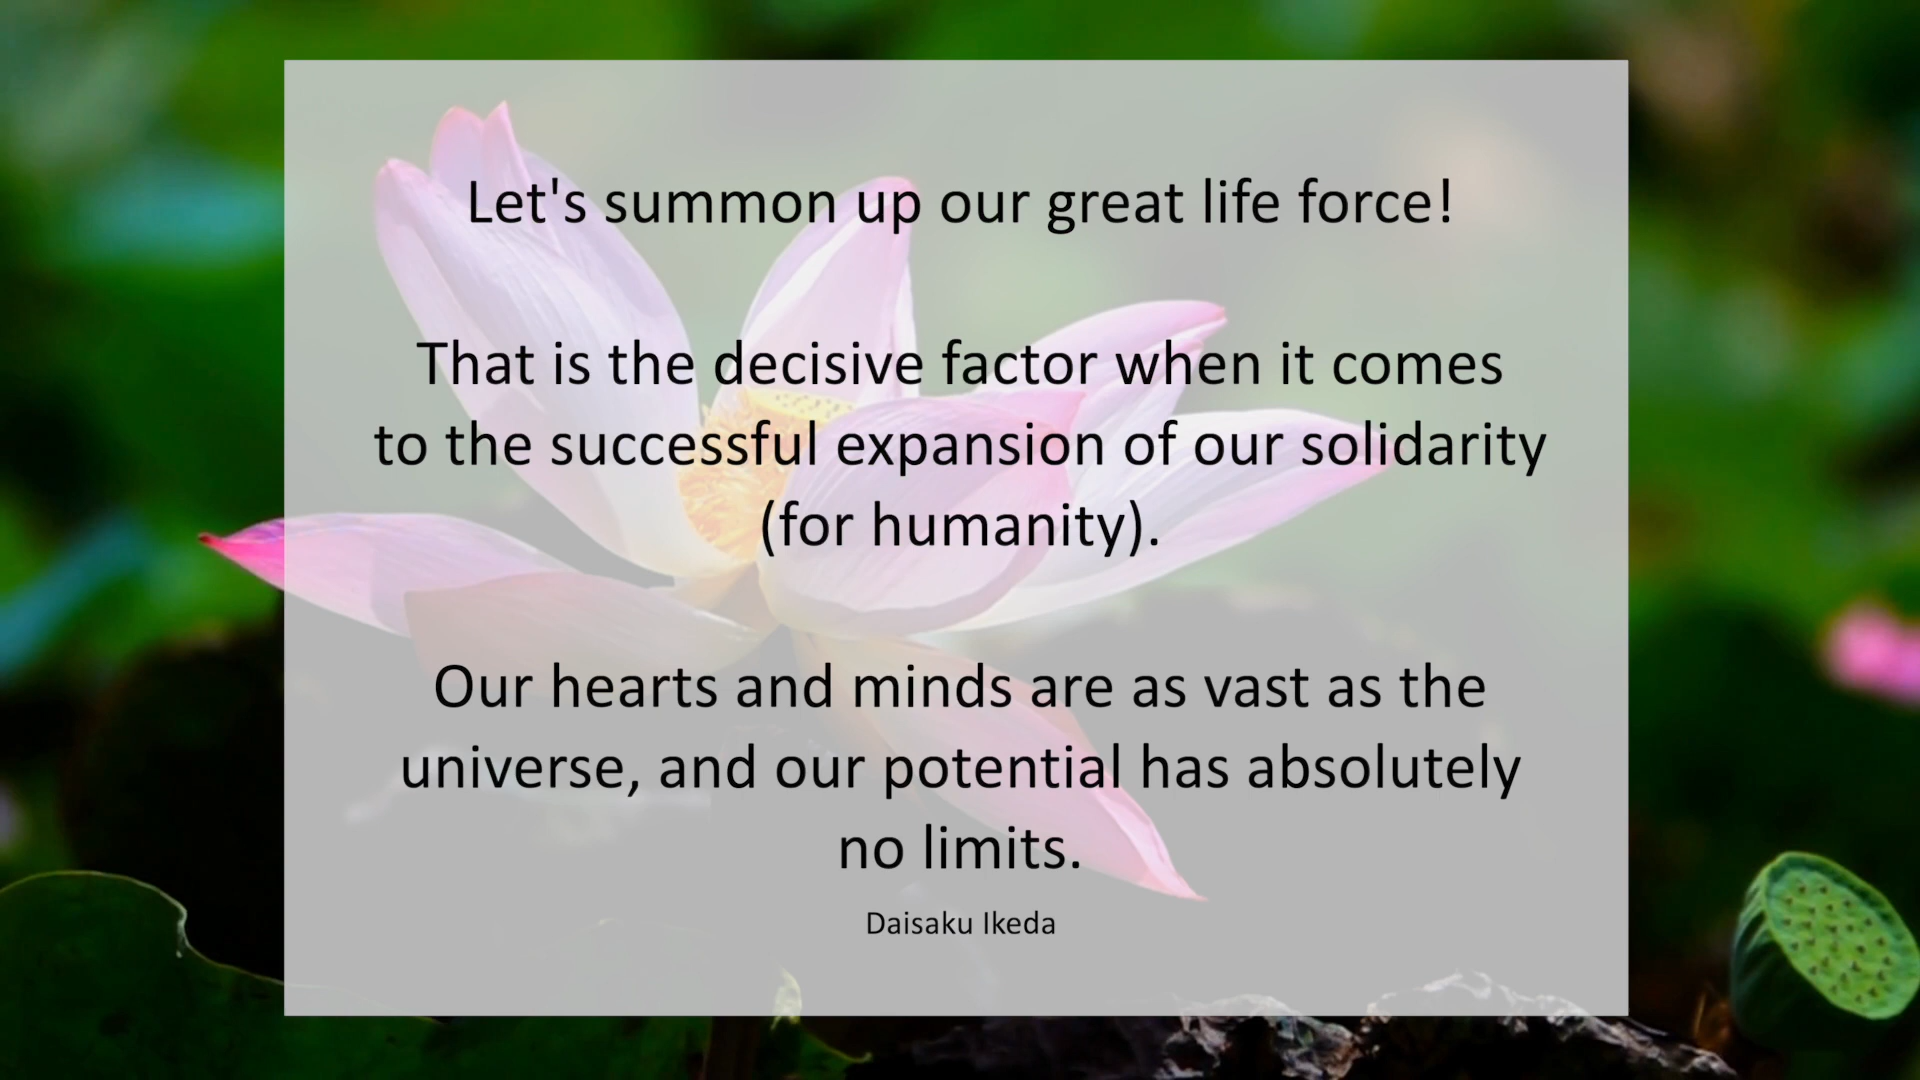 Let's summon up our great life force!
That is the decisive factor when it comes
to the successful expansion of our solidarity
(for humanity).
Our hearts and minds are as vast as the
universe, and our potential has absolutely
no limits.
Daisaku Ikeda